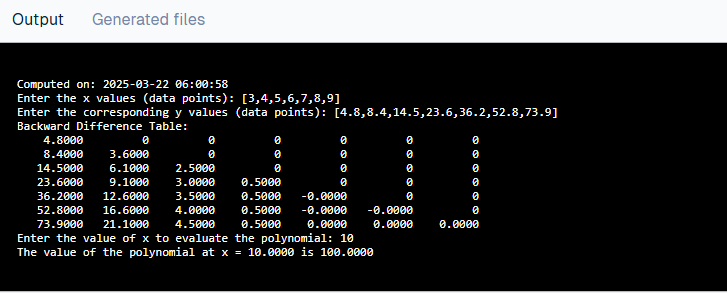 Output Generated files
Computed on: 2025-03-22 06:00:58
Enter the x values (data points): [3,4,5,6,7,8,9]
Enter the corresponding y values (data points): [4.8,8.4,14.5,23.6,36.2,52.8,73.9]
Backward Difference Table:
4.8000 0 0 0 0 0 0
8.4000 3.6000 0 0 0 0 0
14.5000 6.1000 2.5000 0 0 0 0
23.6000 9.1000 3.0000 0.5000 0 0 0
36.2000 12.6000 3.5000 0.5000 -0.0000 0 0
52.8000 16.6000 4.0000 0.5000 -0.0000 -0.0000 0
73.9000 21.1000 4.5000 0.5000 0.0000 0.0000 0.0000
Enter the value of x to evaluate the polynomial: 10
The value of the polynomial at x = 10.0000 is 100.0000